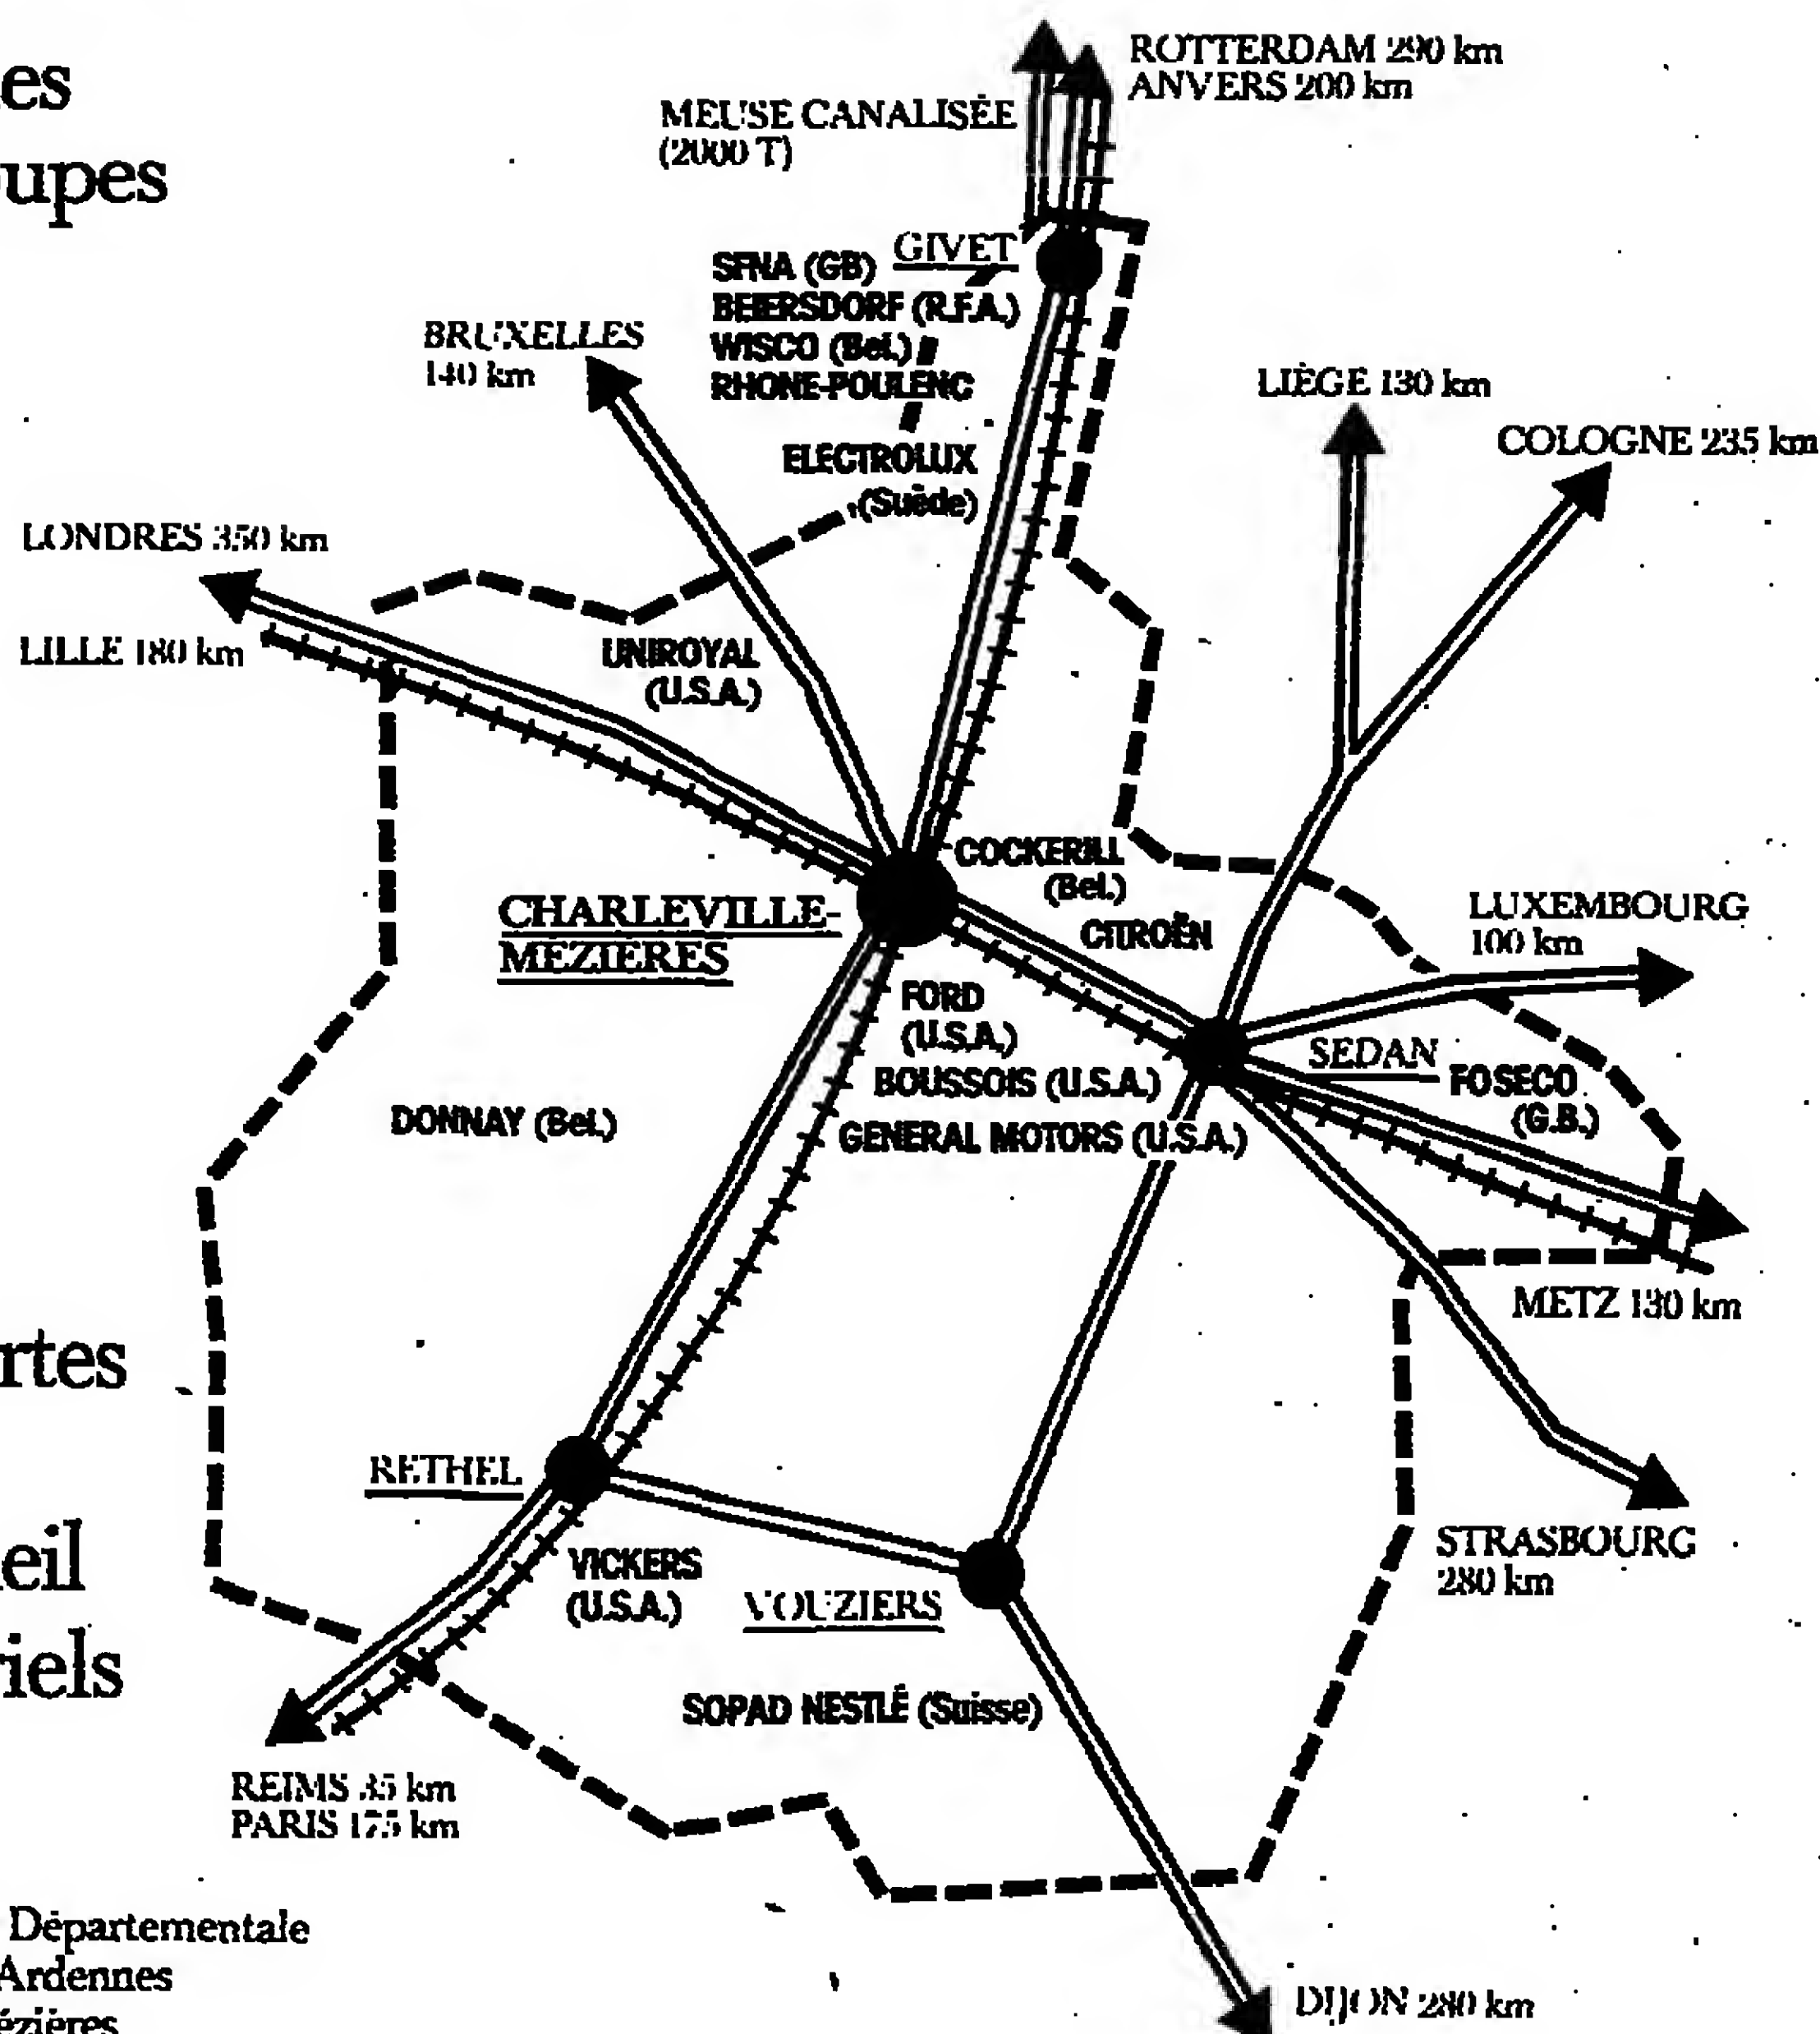 es
upes
ROTTERDAM 290 km
ANVERS 200 km
MEUSE CANALISÉE
(2000 T)
GIVET
SFNA (GB)
BEIERSDORF (R.F.A.)
WISCO (Bel.)
RHONE-POULENC
BRUXELLES
140 km
LIÈGE 130 km
COLOGNE 235 km
ELECTROLUX
(Suède)
LONDRES 350 km
LILLE 180 km
UNIROYAL
(U.S.A.)
COCKERILL
(Bel.)
CITROËN
CHARLEVILLE-
MEZIERES
LUXEMBOURG
100 km
FORD
(U.S.A.)
SEDAN
BOUSSOIS (U.S.A.)
FOSECO
(G.B.)
DONNAY (Bel.)
GENERAL MOTORS (U.S.A.)
METZ 130 km
rtes
RETHEL
eil
VICKERS
(U.S.A.)
VOUZIERS
STRASBOURG
280 km
riels
SOPAD NESTLÉ (Suisse)
REIMS 35 km
PARIS 175 km
Départementale
Ardennes
ézières
DIJON 280 km